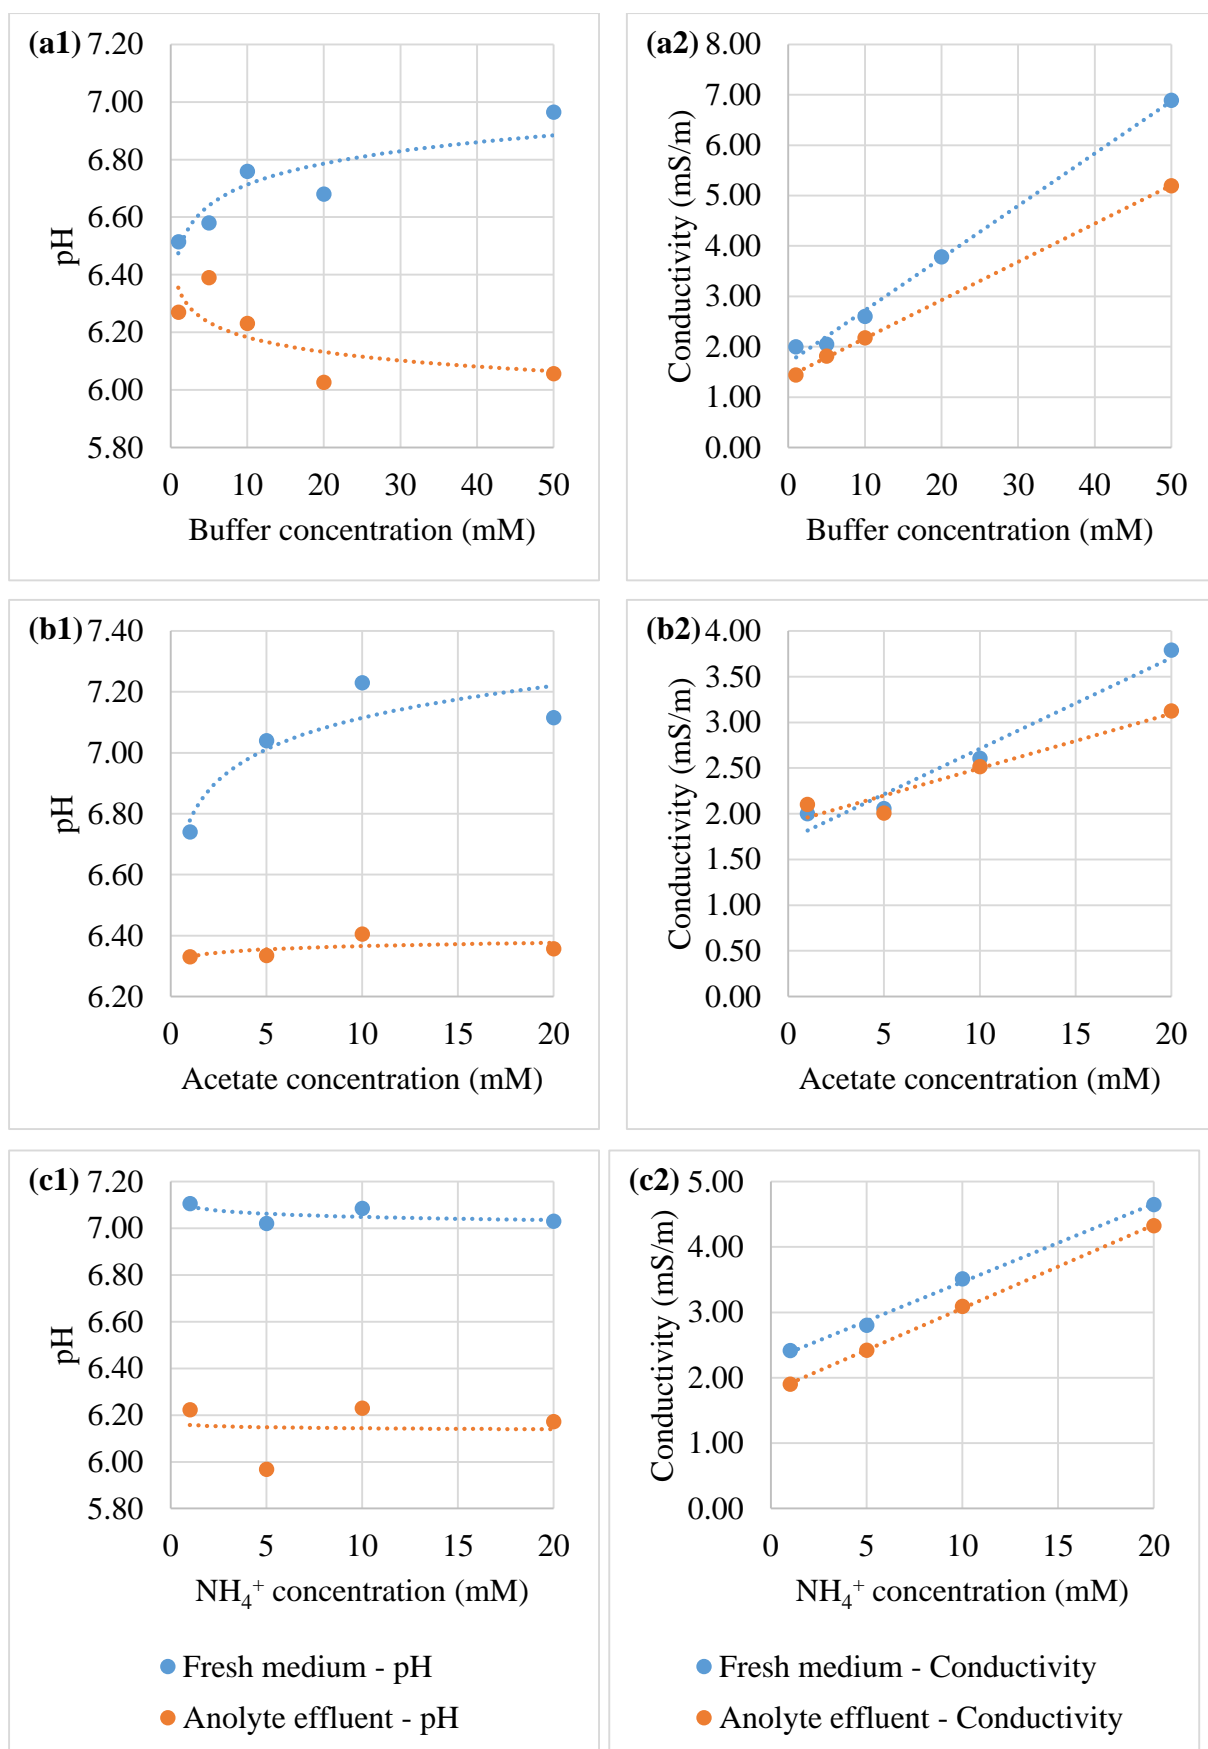 (a1)
7.20
7.00
6.80
6.60
6.40
6.20
6.00
5.80
pH
0 10 20 30 40 50
Buffer concentration (mM)
(a2)
8.00
7.00
6.00
5.00
4.00
3.00
2.00
1.00
0.00
Conductivity (mS/m)
0 10 20 30 40 50
Buffer concentration (mM)
(b1)
7.40
7.20
7.00
6.80
6.60
6.40
6.20
pH
0 5 10 15 20
Acetate concentration (mM)
(b2)
4.00
3.50
3.00
2.50
2.00
1.50
1.00
0.50
0.00
Conductivity (mS/m)
0 5 10 15 20
Acetate concentration (mM)
(c1)
7.20
7.00
6.80
6.60
6.40
6.20
6.00
5.80
pH
0 5 10 15 20
NH₄⁺ concentration (mM)
(c2)
5.00
4.00
3.00
2.00
1.00
0.00
Conductivity (mS/m)
0 5 10 15 20
NH₄⁺ concentration (mM)
Fresh medium - pH
Anolyte effluent - pH
Fresh medium - Conductivity
Anolyte effluent - Conductivity